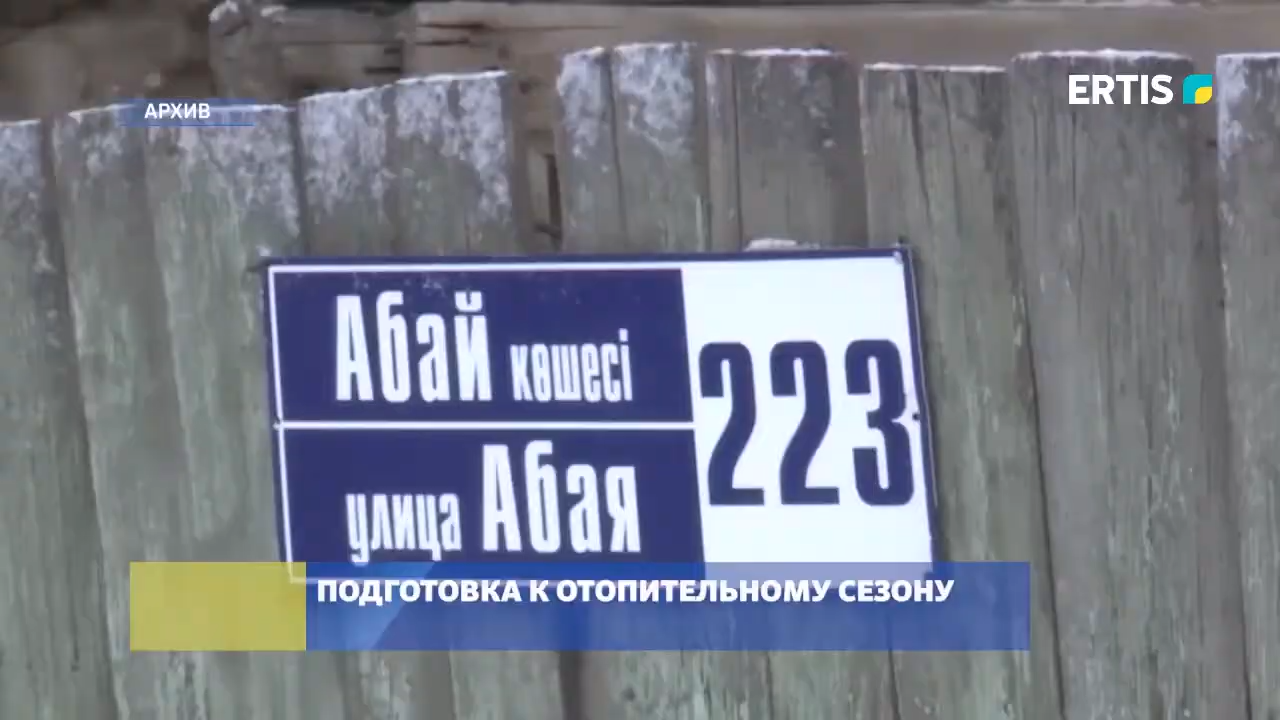 АРХИВ
ERTIS
Абай көшесі
улица Абая
223
ПОДГОТОВКА К ОТОПИТЕЛЬНОМУ СЕЗОНУ